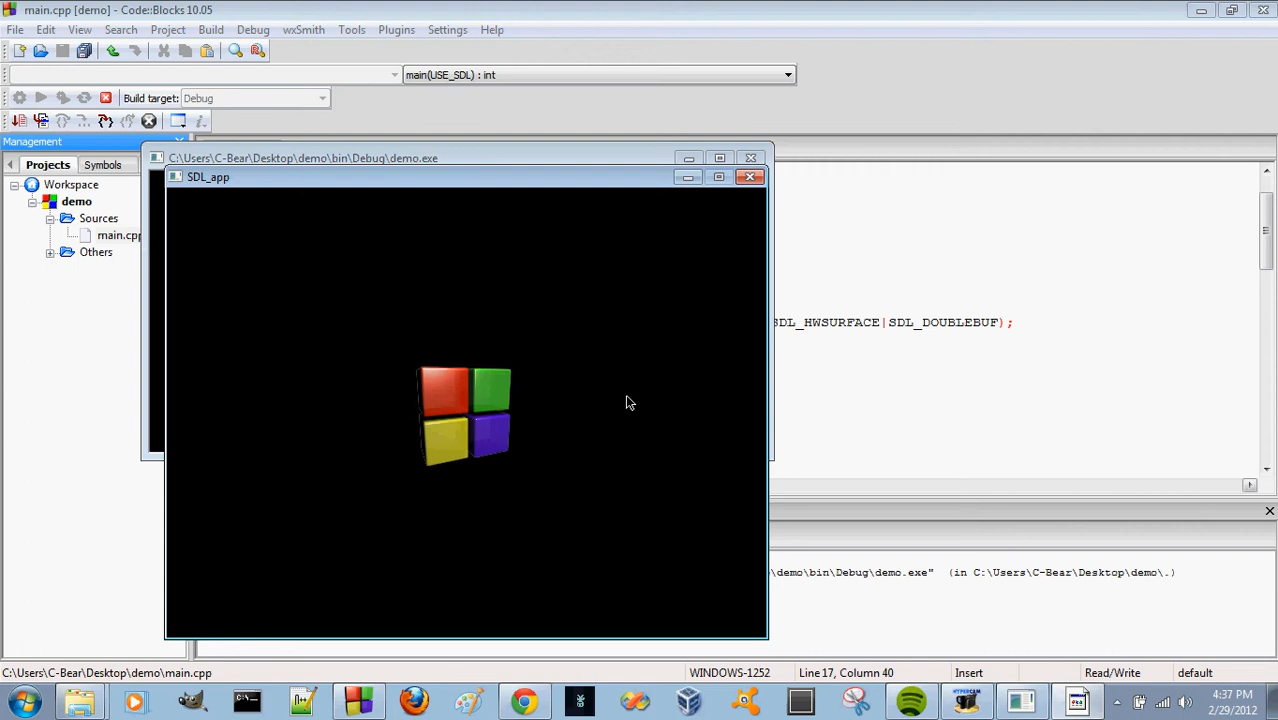 main.cpp [demo] - Code::Blocks 10.05
File Edit View Search Project Build Debug wxSmith Tools Plugins Settings Help
main(USE_SDL) : int
Build target: Debug
Management
Projects Symbols
C:\Users\C-Bear\Desktop\demo\bin\Debug\demo.exe
SDL_app
Workspace
demo
Sources
main.cpp
Others
SDL_HWSURFACE|SDL_DOUBLEBUF);
demo\bin\Debug\demo.exe" (in C:\Users\C-Bear\Desktop\demo\.)
C:\Users\C-Bear\Desktop\demo\main.cpp WINDOWS-1252 Line 17, Column 40 Insert Read/Write default
HYPERCAM
4:37 PM
2/29/2012